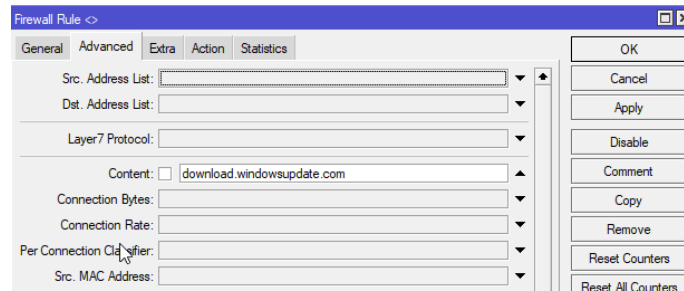 Firewall Rule <>
General Advanced Extra Action Statistics
OK
Src. Address List:
Cancel
Dst. Address List:
Apply
Layer7 Protocol:
Disable
Content: download.windowsupdate.com
Comment
Connection Bytes:
Copy
Connection Rate:
Remove
Per Connection Classifier:
Reset Counters
Src. MAC Address:
Reset All Counters